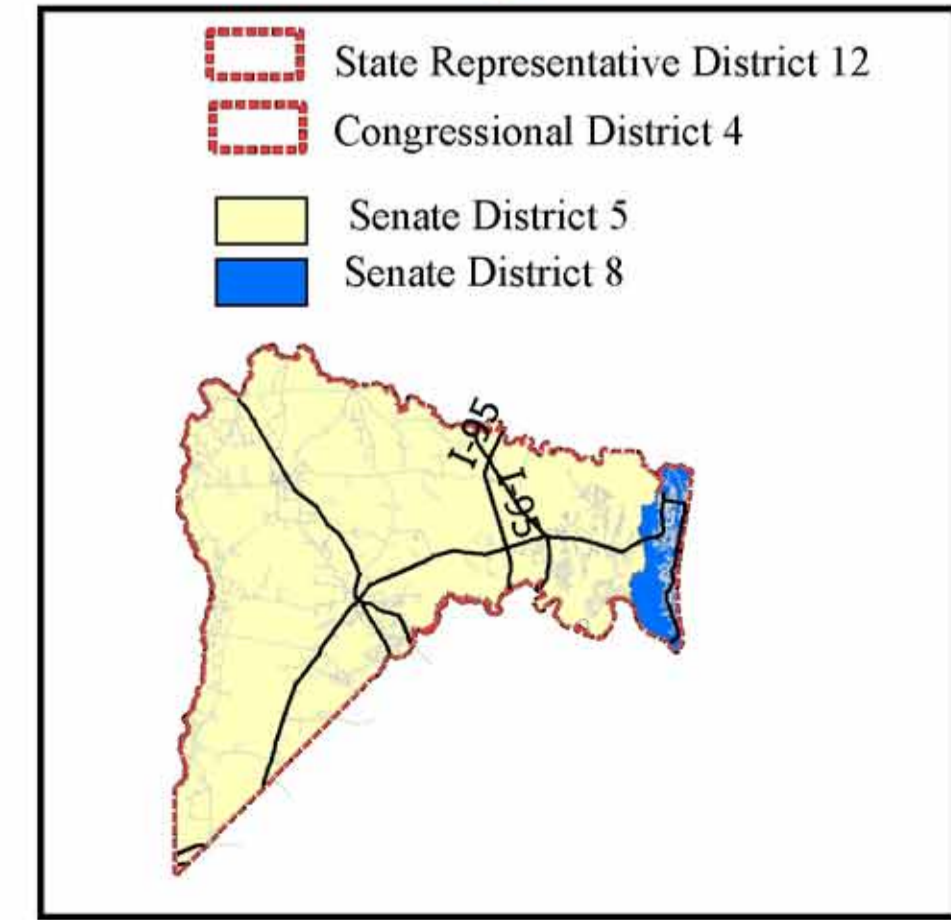 State Representative District 12
Congressional District 4
Senate District 5
Senate District 8
I-95
I-95